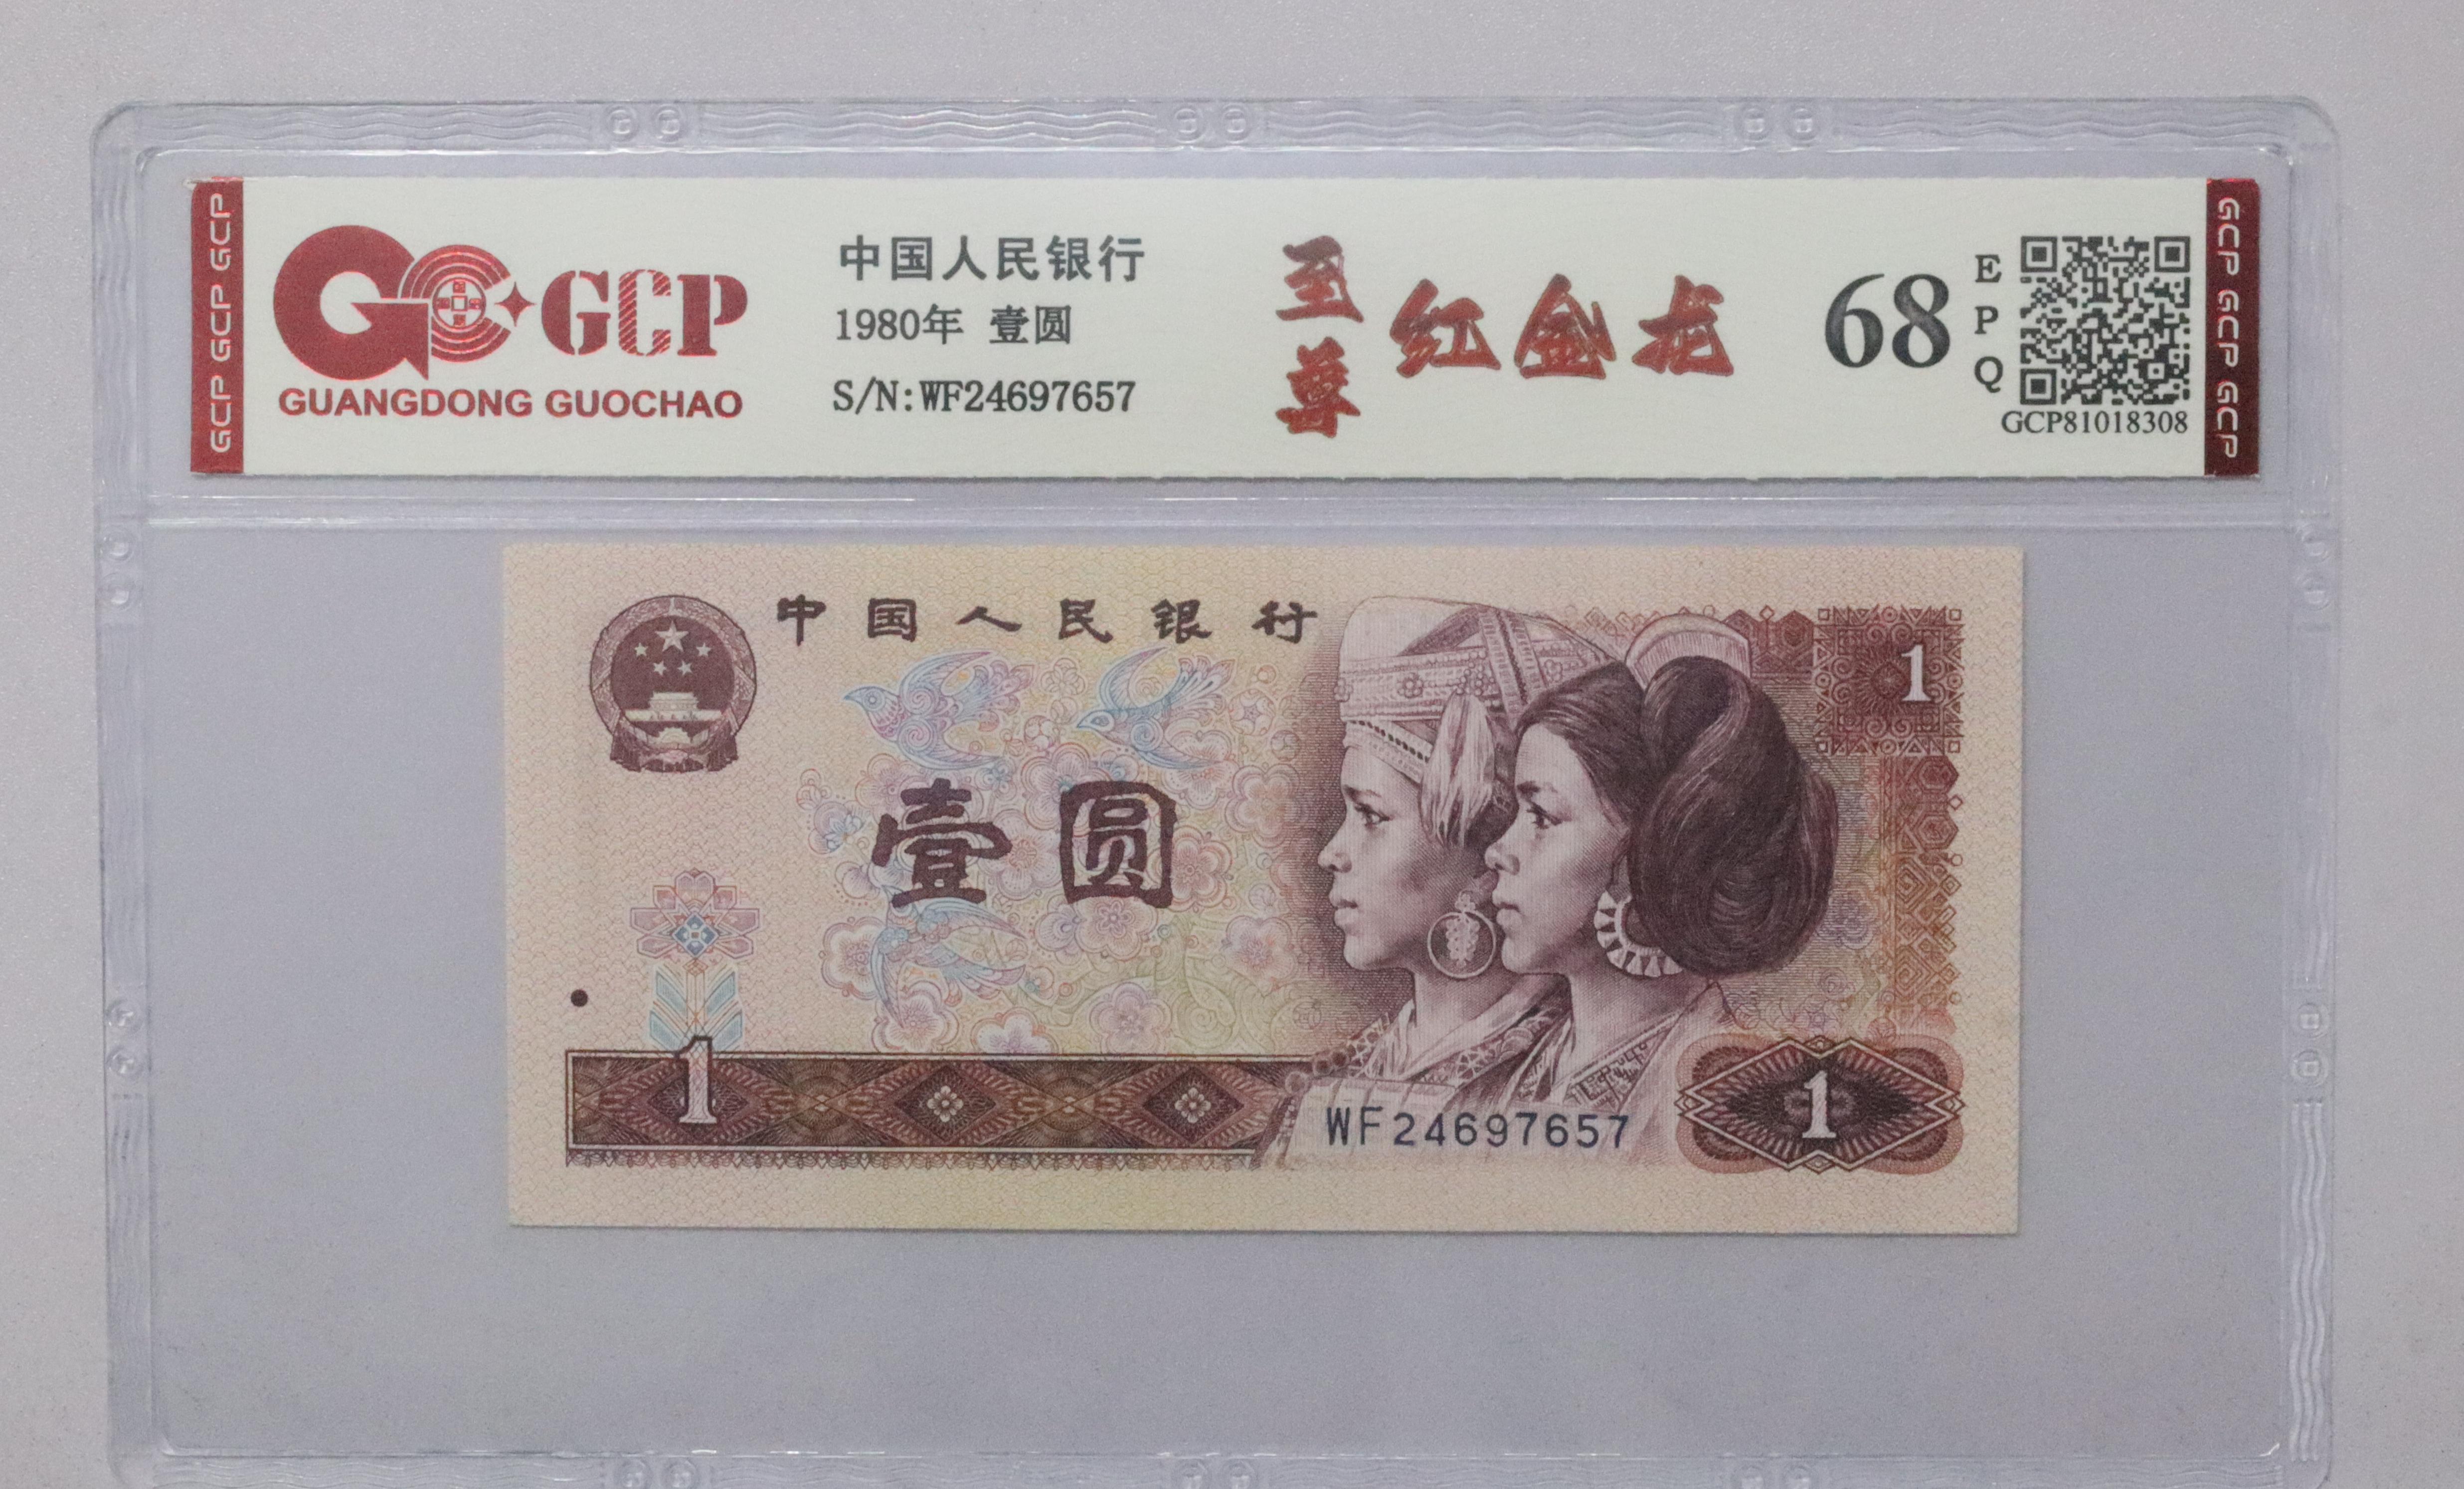 GCP GCP GCP
GCP
GUANGDONG GUOCHAO
中国人民银行
1980年 壹圆
S/N:WF24697657
至尊
红金龙
68
EPQ
GCP81018308
GCP GCP GCP
中国人民银行
1
壹圆
1
WF24697657
1